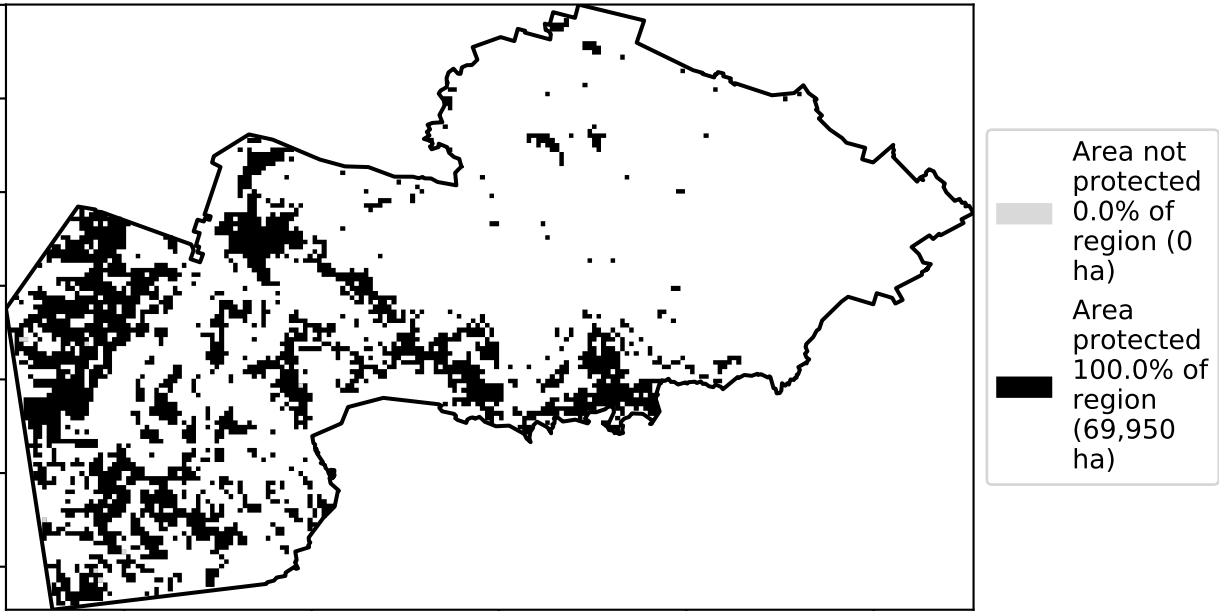 Area not
protected
0.0% of
region (0
ha)
Area
protected
100.0% of
region
(69,950
ha)